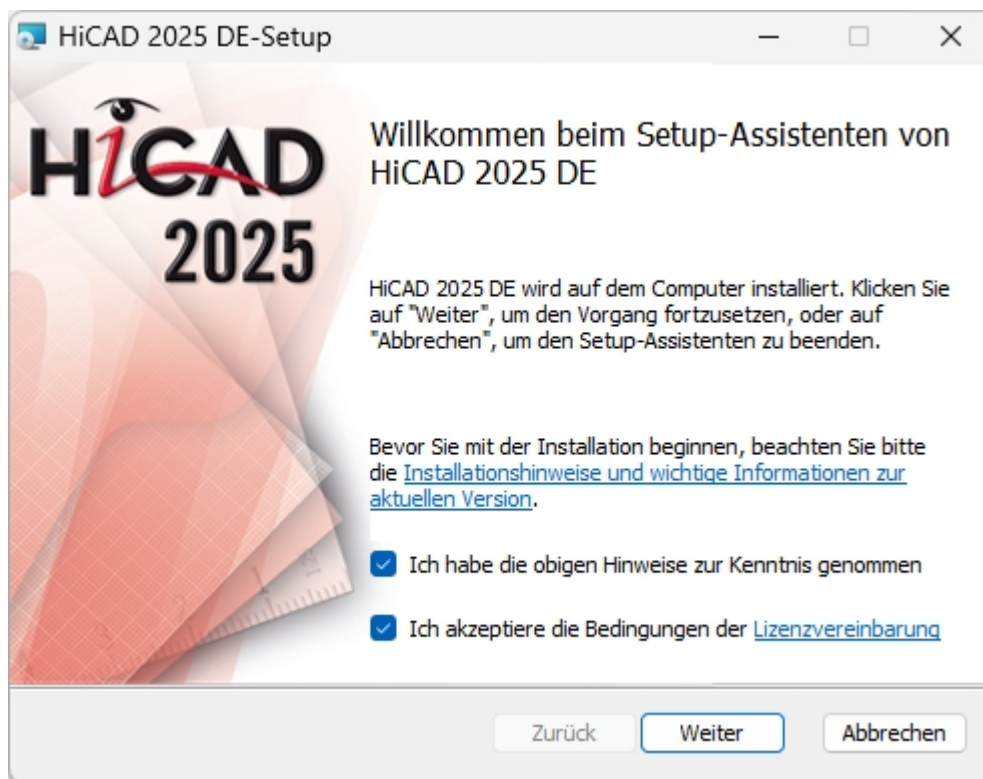 HiCAD 2025 DE-Setup
HiCAD
2025
Willkommen beim Setup-Assistenten von
HiCAD 2025 DE
HiCAD 2025 DE wird auf dem Computer installiert. Klicken Sie
auf "Weiter", um den Vorgang fortzusetzen, oder auf
"Abbrechen", um den Setup-Assistenten zu beenden.
Bevor Sie mit der Installation beginnen, beachten Sie bitte
die Installationshinweise und wichtige Informationen zur
aktuellen Version.
Ich habe die obigen Hinweise zur Kenntnis genommen
Ich akzeptiere die Bedingungen der Lizenzvereinbarung
Zurück Weiter Abbrechen